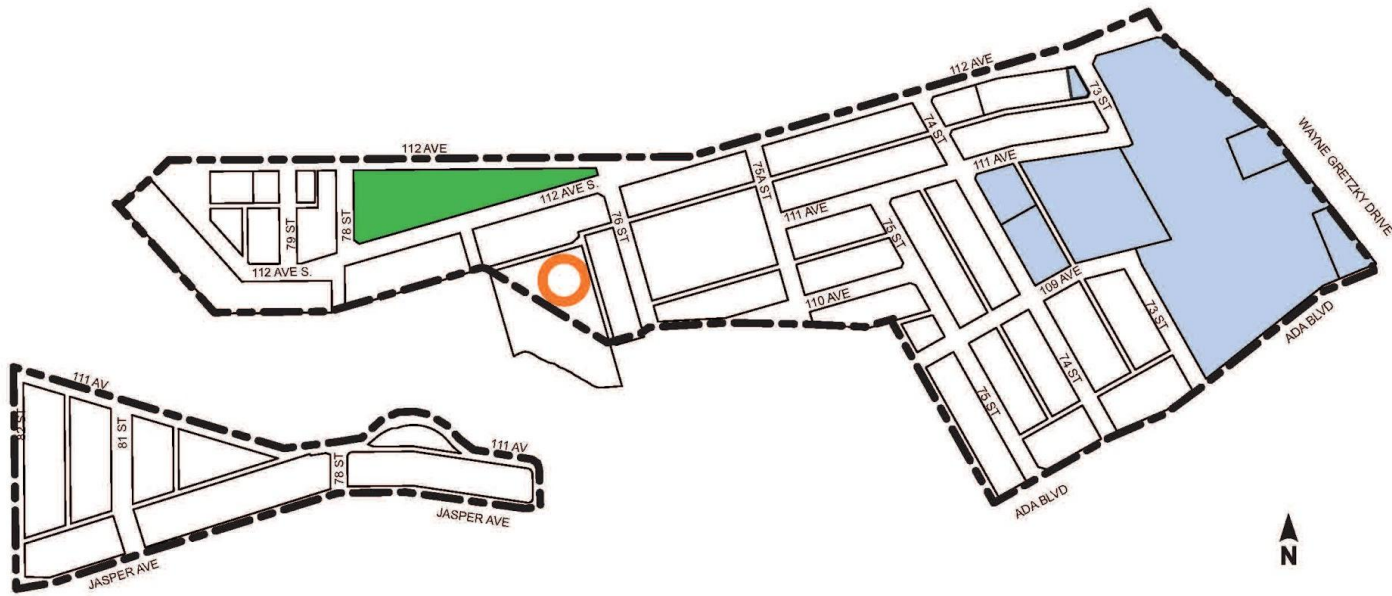 112 AVE
73 ST
WAYNE GRETZKY DRIVE
74 ST
112 AVE
111 AVE
75A ST
112 AVE S.
76 ST
111 AVE
75 ST
78 ST
79 ST
112 AVE S.
109 AVE
110 AVE
73 ST
ADA BLVD
74 ST
75 ST
ADA BLVD
111 AV
82 ST
81 ST
78 ST
111 AV
JASPER AVE
JASPER AVE
N